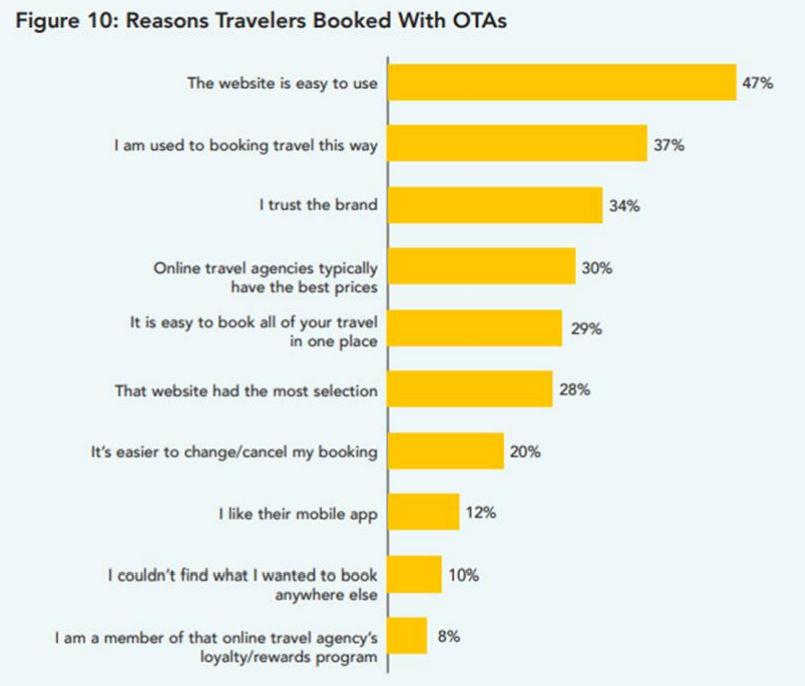 Figure 10: Reasons Travelers Booked With OTAs
The website is easy to use
47%
I am used to booking travel this way
37%
I trust the brand
34%
Online travel agencies typically
have the best prices
30%
It is easy to book all of your travel
in one place
29%
That website had the most selection
28%
It’s easier to change/cancel my booking
20%
I like their mobile app
12%
I couldn’t find what I wanted to book
anywhere else
10%
I am a member of that online travel agency’s
loyalty/rewards program
8%